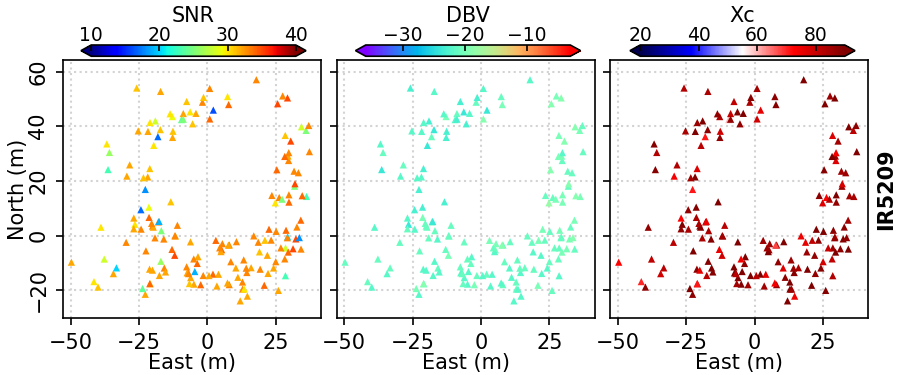 SNR DBV Xc
10 20 30 40 −30 −20 −10 20 40 60 80
60
40
20
0
−20
North (m)
IR5209
−50 −25 0 25 −50 −25 0 25 −50 −25 0 25
East (m) East (m) East (m)